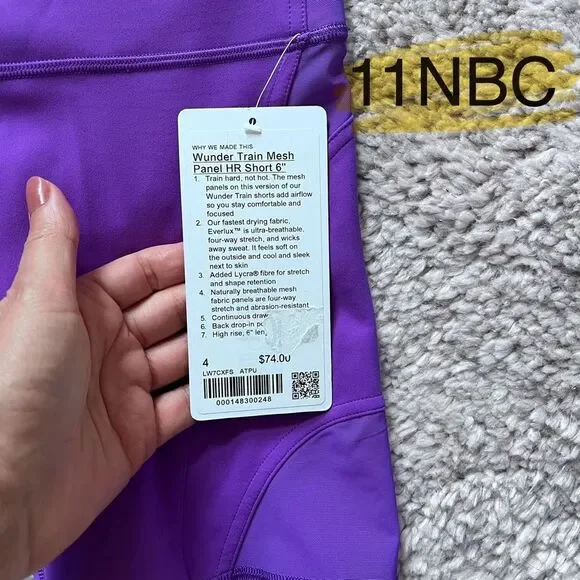 11NBC
WHY WE MADE THIS
Wunder Train Mesh
Panel HR Short 6"
1. Train hard, not hot. The mesh
panels on this version of our
Wunder Train shorts add airflow
so you stay comfortable and
focused
2. Our fastest drying fabric,
Everlux™ is ultra-breathable,
four-way stretch, and wicks
away sweat. It feels soft on
the outside and cool and sleek
next to skin
3. Added Lycra® fibre for stretch
and shape retention
4. Naturally breathable mesh
fabric panels are four-way
stretch and abrasion-resistant
5. Continuous
6. Back drop-in
7. High rise, 6"
4 $74.00
LW7CXFS ATPU
000148300248